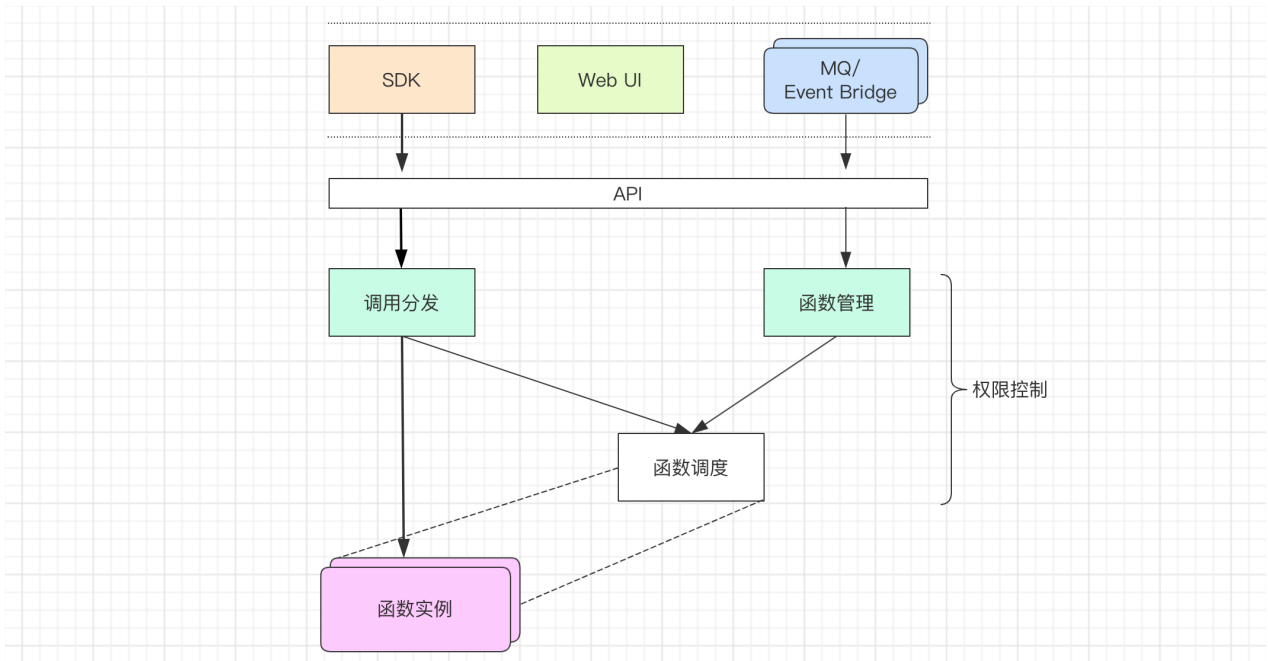 SDK
Web UI
MQ/
Event Bridge
API
调用分发
函数管理
权限控制
函数调度
函数实例